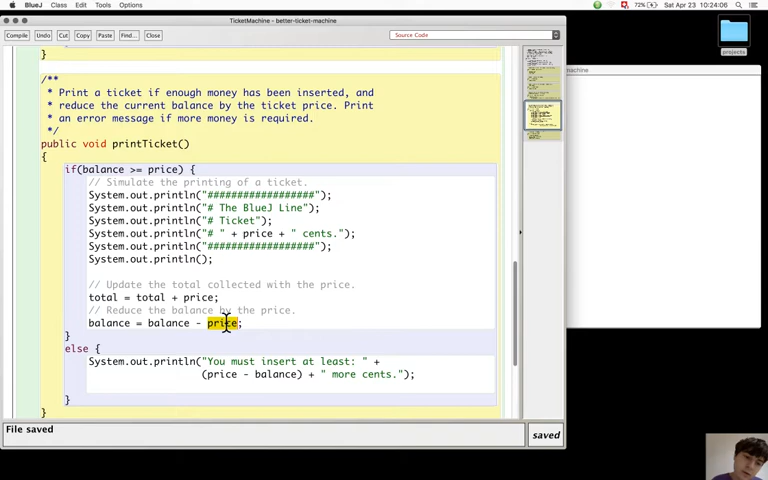 BlueJ Class Edit Tools Options
72% Sat Apr 23 10:24:06
TicketMachine - better-ticket-machine
Compile Undo Cut Copy Paste Find... Close
Source Code
projects
machine
}
/**
* Print a ticket if enough money has been inserted, and
* reduce the current balance by the ticket price. Print
* an error message if more money is required.
*/
public void printTicket()
{
if(balance >= price) {
// Simulate the printing of a ticket.
System.out.println("##################");
System.out.println("# The BlueJ Line");
System.out.println("# Ticket");
System.out.println("# " + price + " cents.");
System.out.println("##################");
System.out.println();
// Update the total collected with the price.
total = total + price;
// Reduce the balance by the price.
balance = balance - price;
}
else {
System.out.println("You must insert at least: " +
(price - balance) + " more cents.");
}
}
File saved
saved